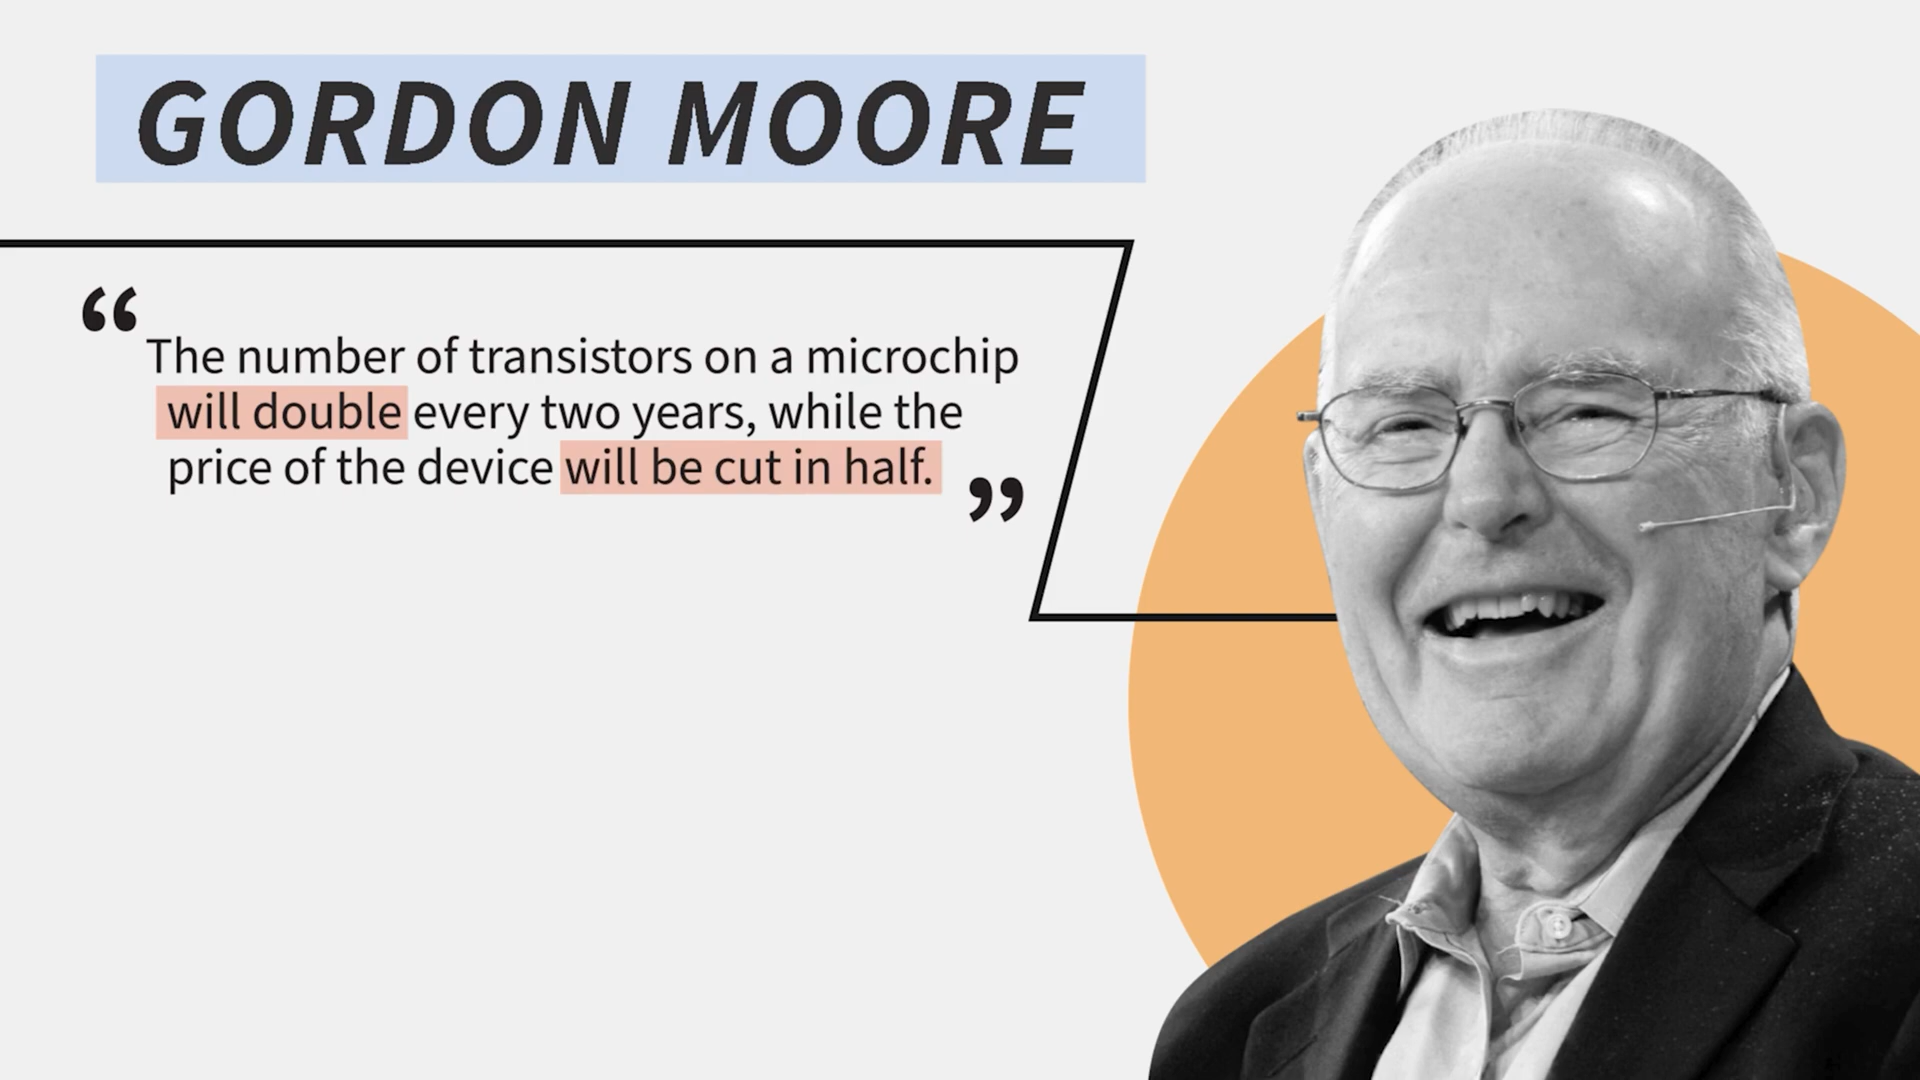 GORDON MOORE
“The number of transistors on a microchip
will double every two years, while the
price of the device will be cut in half.”